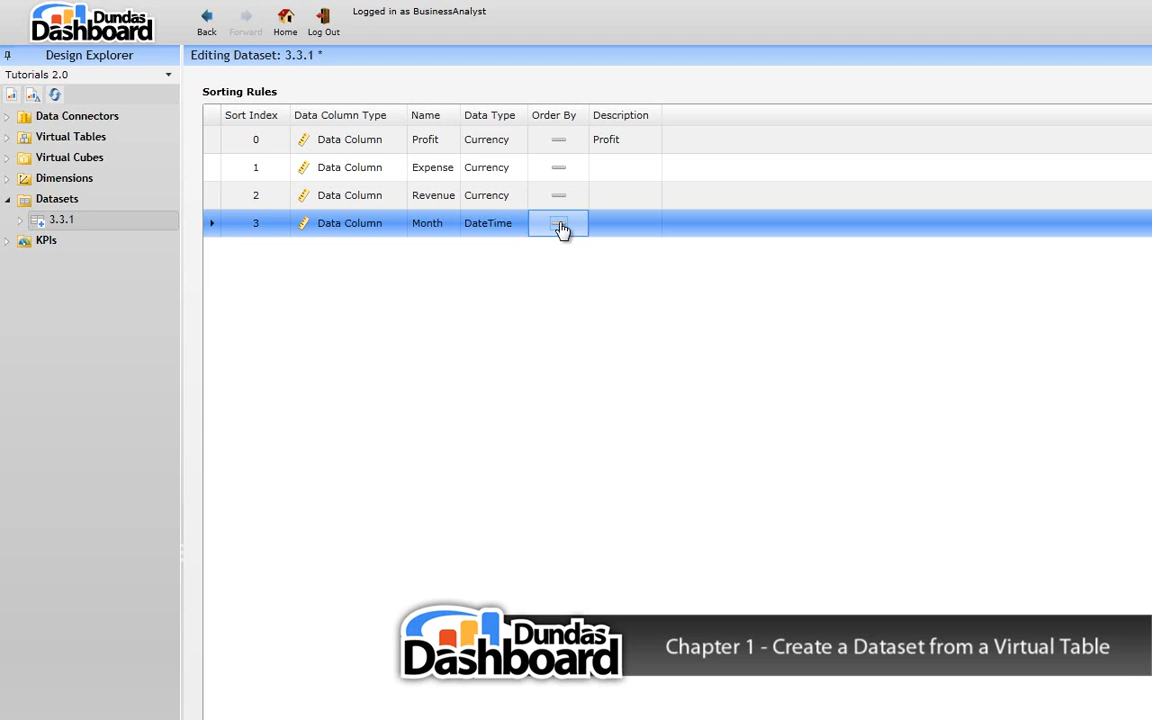 Dundas
Dashboard
Back
Forward
Home
Log Out
Logged in as BusinessAnalyst
Design Explorer
Editing Dataset: 3.3.1 *
Tutorials 2.0
Data Connectors
Virtual Tables
Virtual Cubes
Dimensions
Datasets
3.3.1
KPIs
Sorting Rules
Sort Index Data Column Type Name Data Type Order By Description
0 Data Column Profit Currency Profit
1 Data Column Expense Currency
2 Data Column Revenue Currency
3 Data Column Month DateTime
Dundas
Dashboard
Chapter 1 - Create a Dataset from a Virtual Table